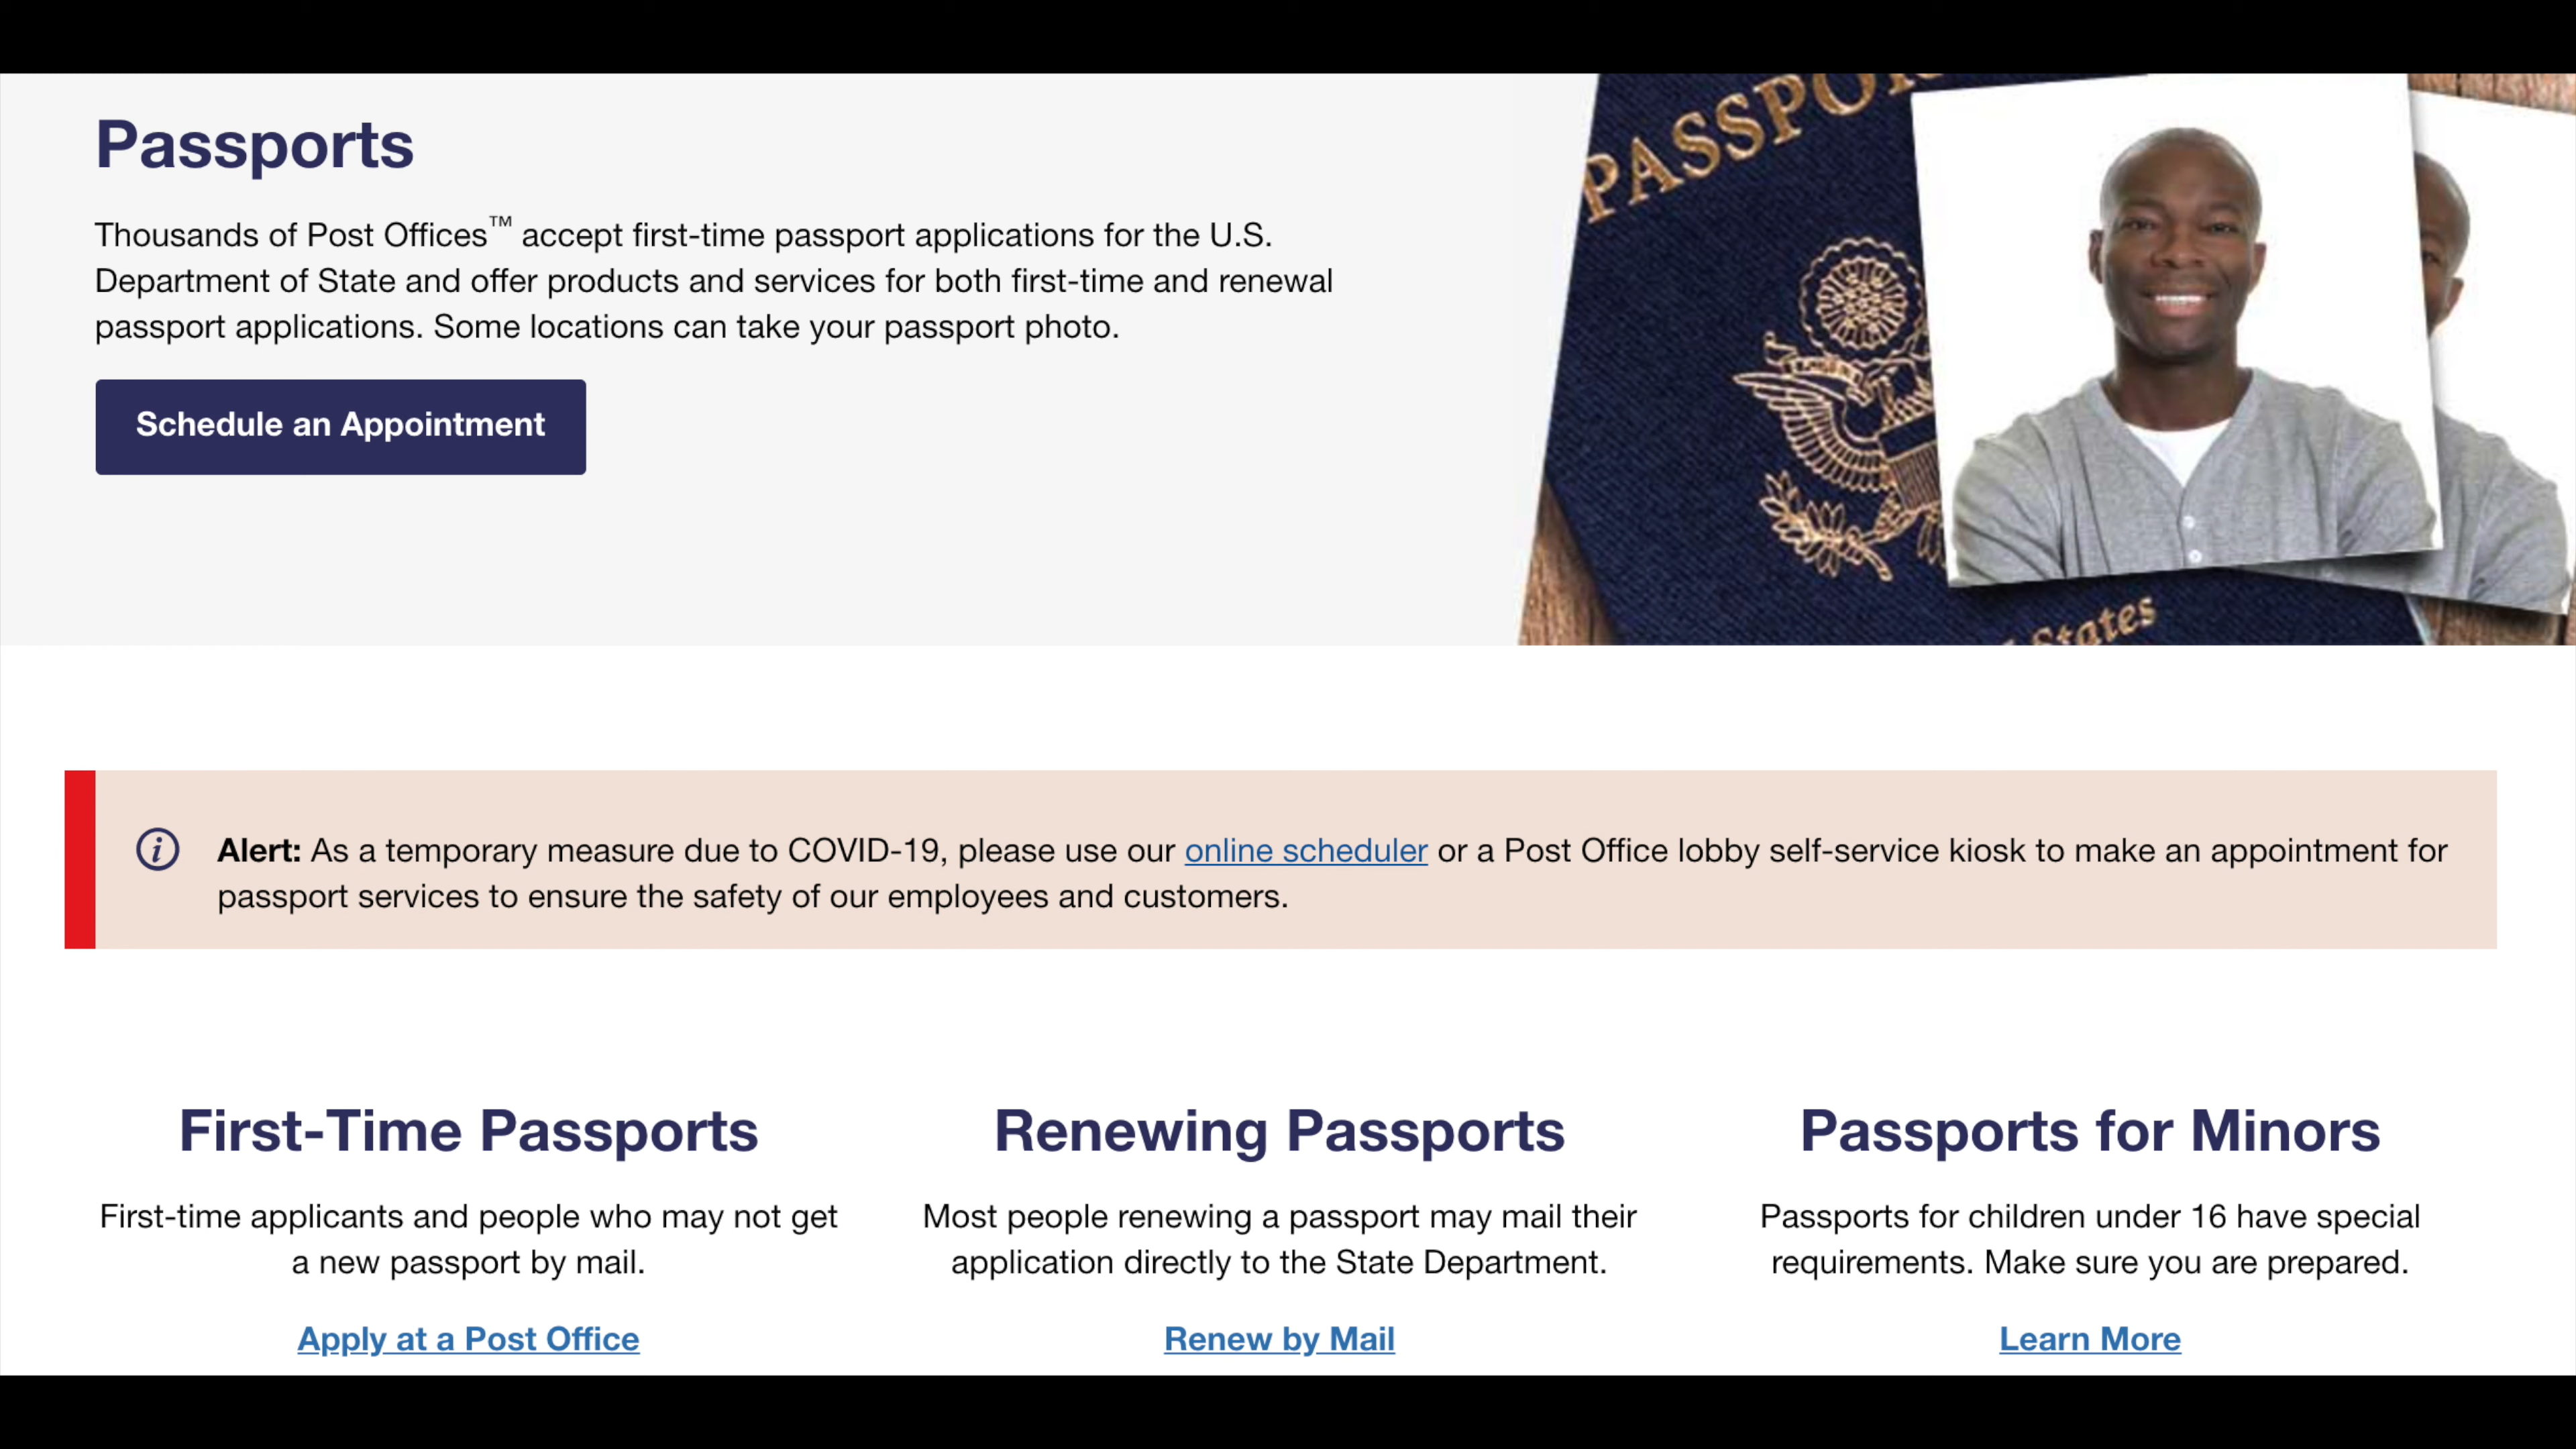 Passports
Thousands of Post Offices™ accept first-time passport applications for the U.S.
Department of State and offer products and services for both first-time and renewal
passport applications. Some locations can take your passport photo.
Schedule an Appointment
PASSPO
States
Alert: As a temporary measure due to COVID-19, please use our online scheduler or a Post Office lobby self-service kiosk to make an appointment for
passport services to ensure the safety of our employees and customers.
First-Time Passports
First-time applicants and people who may not get
a new passport by mail.
Apply at a Post Office
Renewing Passports
Most people renewing a passport may mail their
application directly to the State Department.
Renew by Mail
Passports for Minors
Passports for children under 16 have special
requirements. Make sure you are prepared.
Learn More